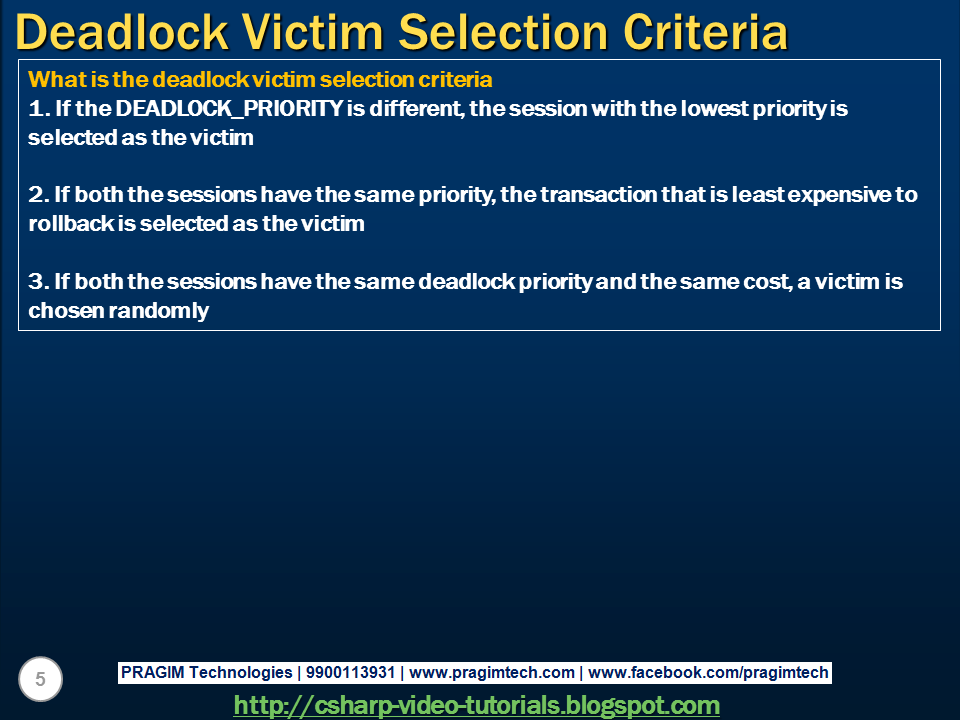 Deadlock Victim Selection Criteria
What is the deadlock victim selection criteria
1. If the DEADLOCK_PRIORITY is different, the session with the lowest priority is
selected as the victim
2. If both the sessions have the same priority, the transaction that is least expensive to
rollback is selected as the victim
3. If both the sessions have the same deadlock priority and the same cost, a victim is
chosen randomly
5
PRAGIM Technologies | 9900113931 | www.pragimtech.com | www.facebook.com/pragimtech
http://csharp-video-tutorials.blogspot.com